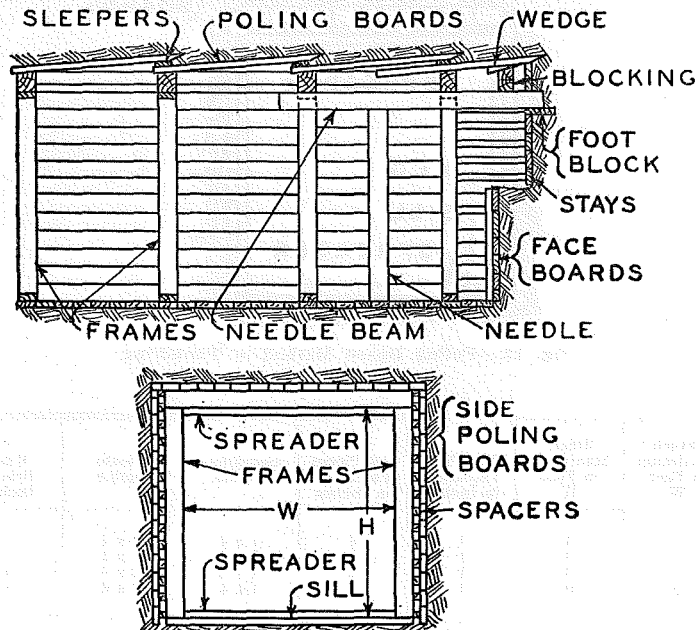 SLEEPERS
POLING BOARDS
WEDGE
BLOCKING
FOOT
BLOCK
STAYS
FACE
BOARDS
FRAMES
NEEDLE BEAM
NEEDLE
SPREADER
FRAMES
W
H
SIDE
POLING
BOARDS
SPACERS
SPREADER
SILL